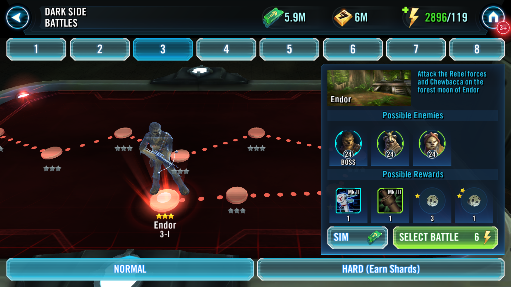 DARK SIDE
BATTLES
5.9M
6M
2896/119
1
2
3
4
5
6
7
8
Endor
Attack the Rebel forces
and Chewbacca on the
forest moon of Endor
Possible Enemies
24
24
24
BOSS
Possible Rewards
1
1
3
1
SIM
SELECT BATTLE 6
Endor
3-1
NORMAL
HARD (Earn Shards)